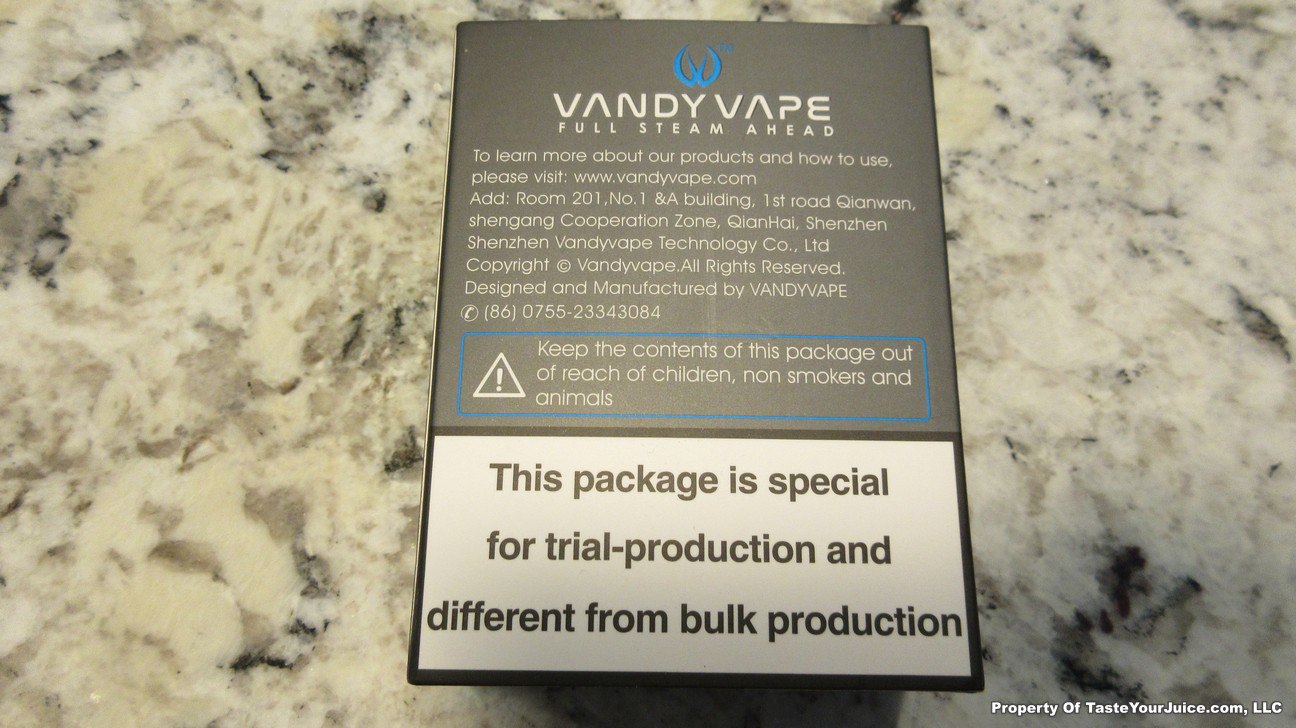 TM
VANDY VAPE
FULL STEAM AHEAD
To learn more about our products and how to use,
please visit: www.vandyvape.com
Add: Room 201,No.1 &A building, 1st road Qianwan,
shengang Cooperation Zone, QianHai, Shenzhen
Shenzhen Vandyvape Technology Co., Ltd
Copyright © Vandyvape.All Rights Reserved.
Designed and Manufactured by VANDYVAPE
✆ (86) 0755-23343084
Keep the contents of this package out
of reach of children, non smokers and
animals
This package is special
for trial-production and
different from bulk production
Property Of TasteYourJuice.com, LLC